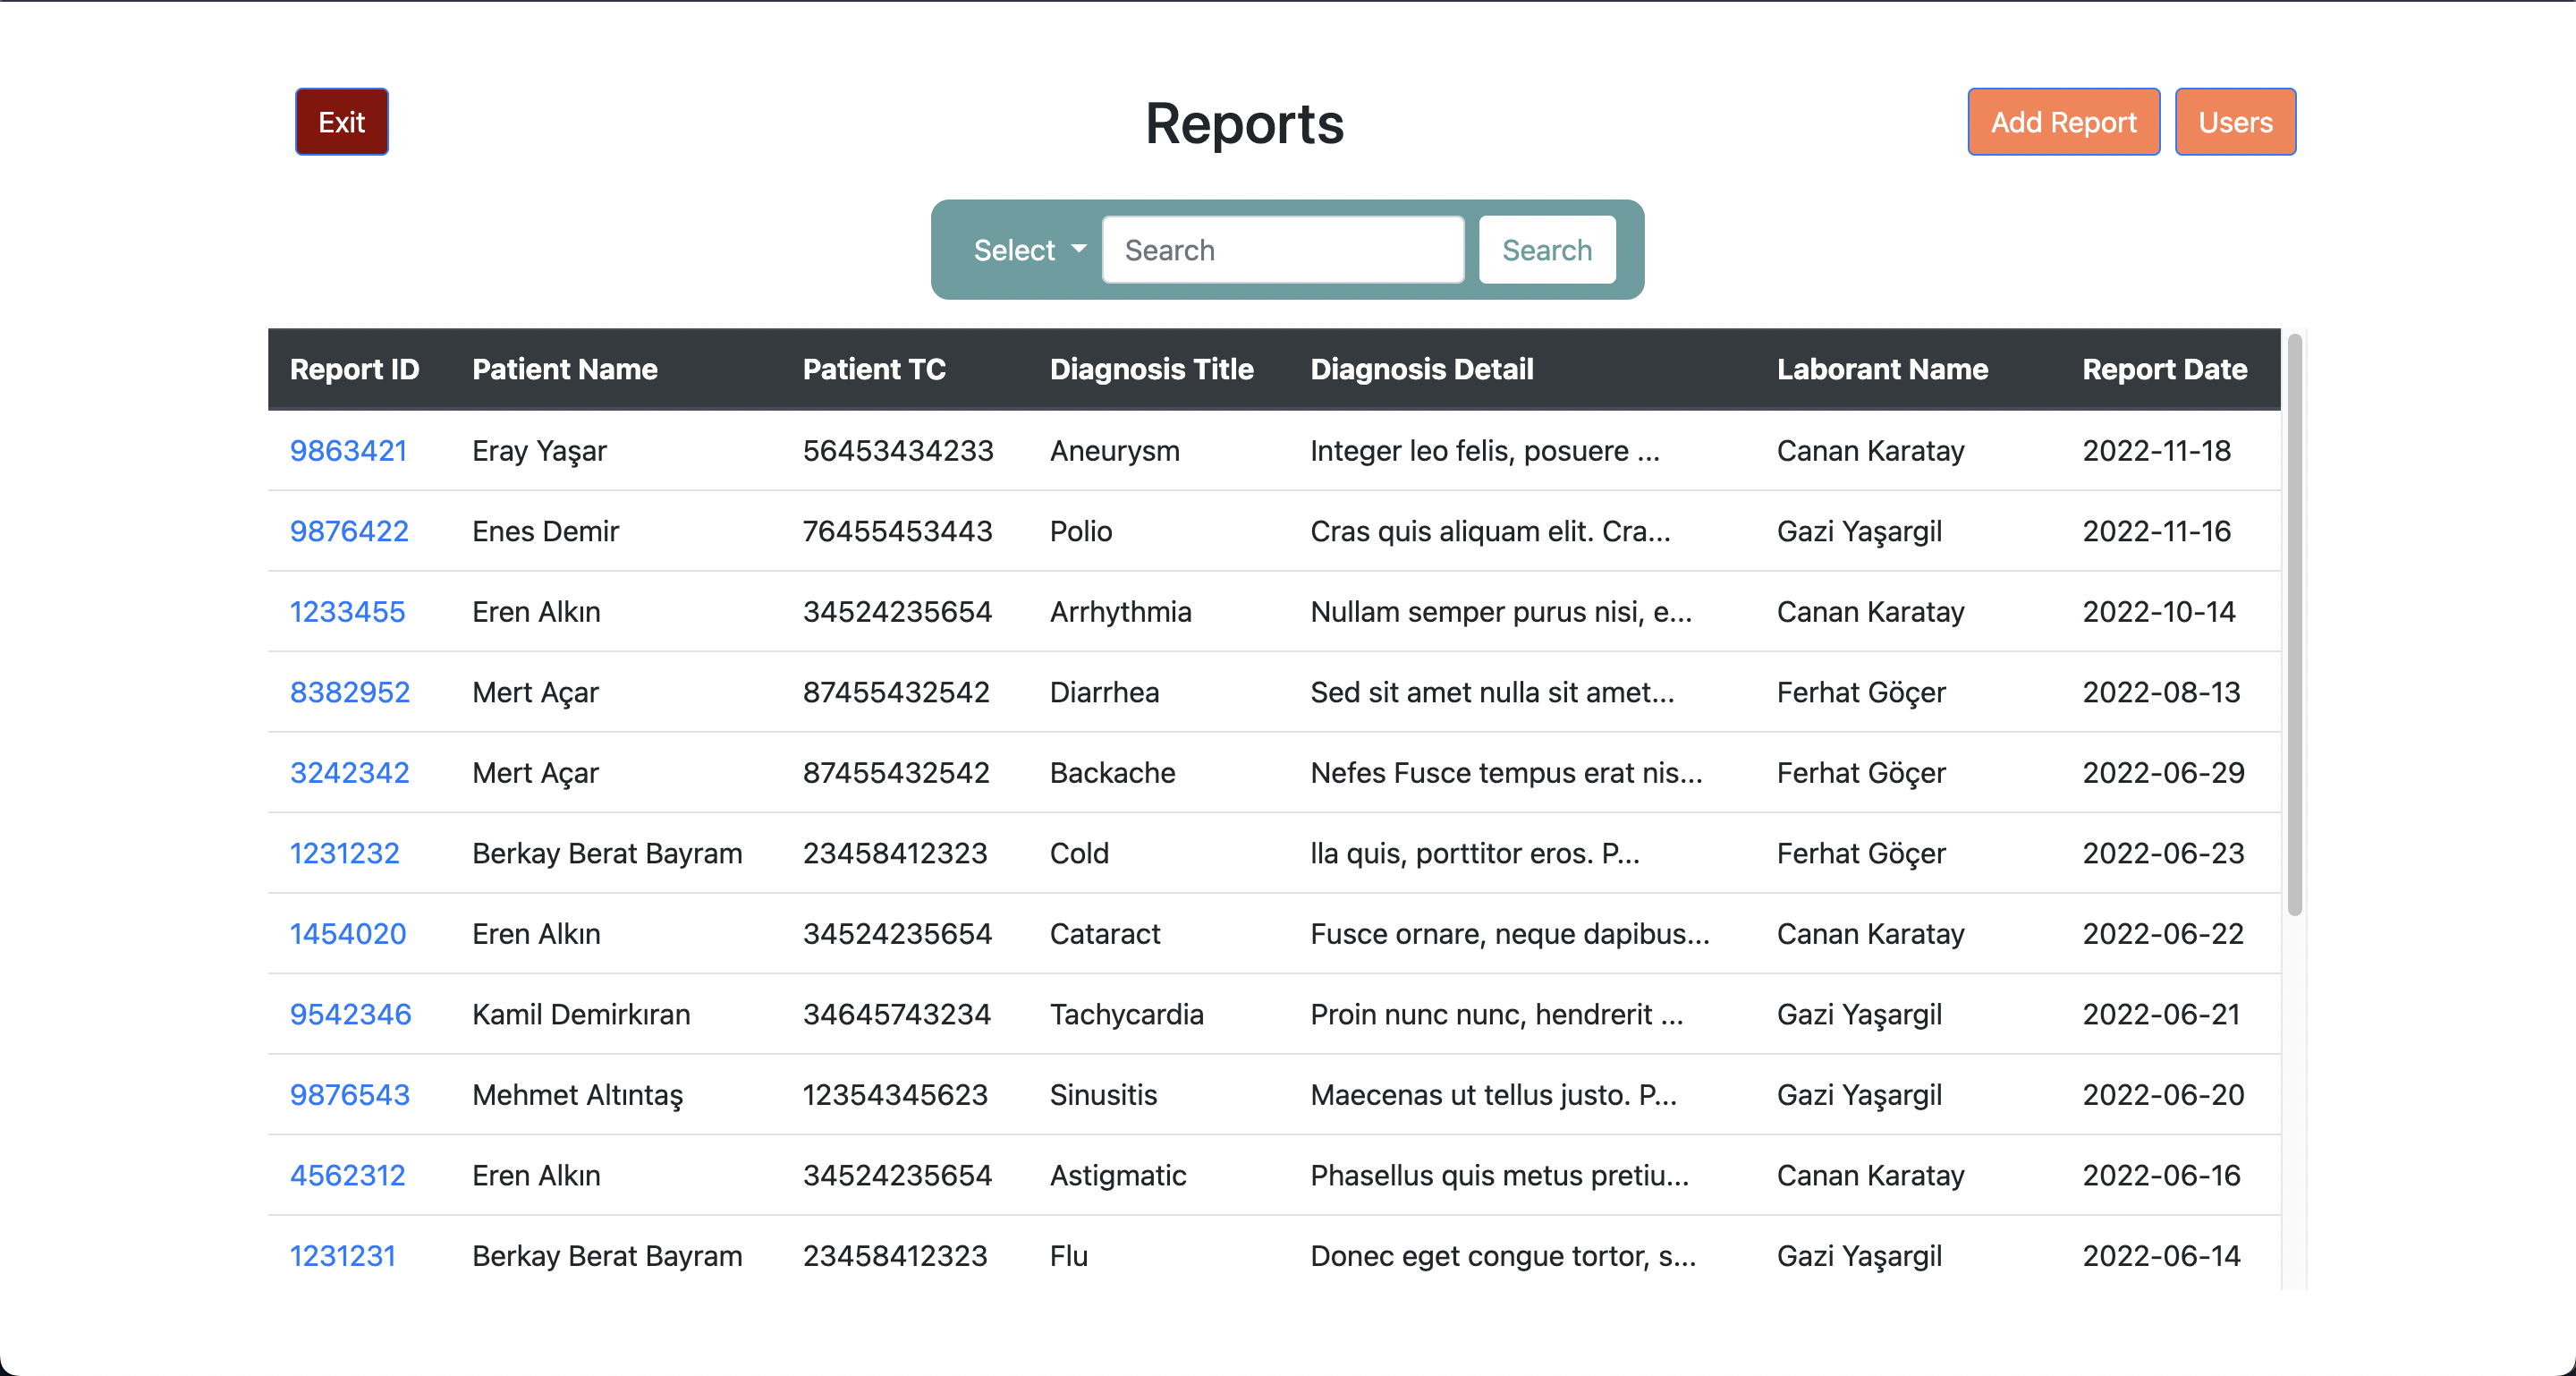 Exit Reports Add Report Users
Select Search Search
Report ID Patient Name Patient TC Diagnosis Title Diagnosis Detail Laborant Name Report Date
9863421 Eray Yaşar 56453434233 Aneurysm Integer leo felis, posuere ... Canan Karatay 2022-11-18
9876422 Enes Demir 76455453443 Polio Cras quis aliquam elit. Cra... Gazi Yaşargil 2022-11-16
1233455 Eren Alkın 34524235654 Arrhythmia Nullam semper purus nisi, e... Canan Karatay 2022-10-14
8382952 Mert Açar 87455432542 Diarrhea Sed sit amet nulla sit amet... Ferhat Göçer 2022-08-13
3242342 Mert Açar 87455432542 Backache Nefes Fusce tempus erat nis... Ferhat Göçer 2022-06-29
1231232 Berkay Berat Bayram 23458412323 Cold lla quis, porttitor eros. P... Ferhat Göçer 2022-06-23
1454020 Eren Alkın 34524235654 Cataract Fusce ornare, neque dapibus... Canan Karatay 2022-06-22
9542346 Kamil Demirkıran 34645743234 Tachycardia Proin nunc nunc, hendrerit ... Gazi Yaşargil 2022-06-21
9876543 Mehmet Altıntaş 12354345623 Sinusitis Maecenas ut tellus justo. P... Gazi Yaşargil 2022-06-20
4562312 Eren Alkın 34524235654 Astigmatic Phasellus quis metus pretiu... Canan Karatay 2022-06-16
1231231 Berkay Berat Bayram 23458412323 Flu Donec eget congue tortor, s... Gazi Yaşargil 2022-06-14